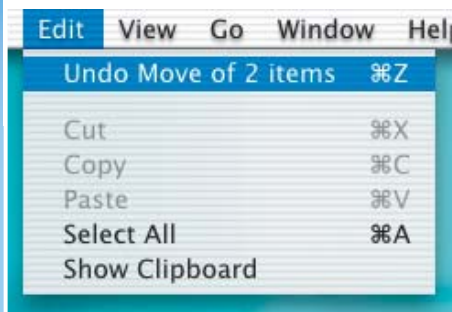 Edit View Go Window Help
Undo Move of 2 items ⌘Z
Cut ⌘X
Copy ⌘C
Paste ⌘V
Select All ⌘A
Show Clipboard